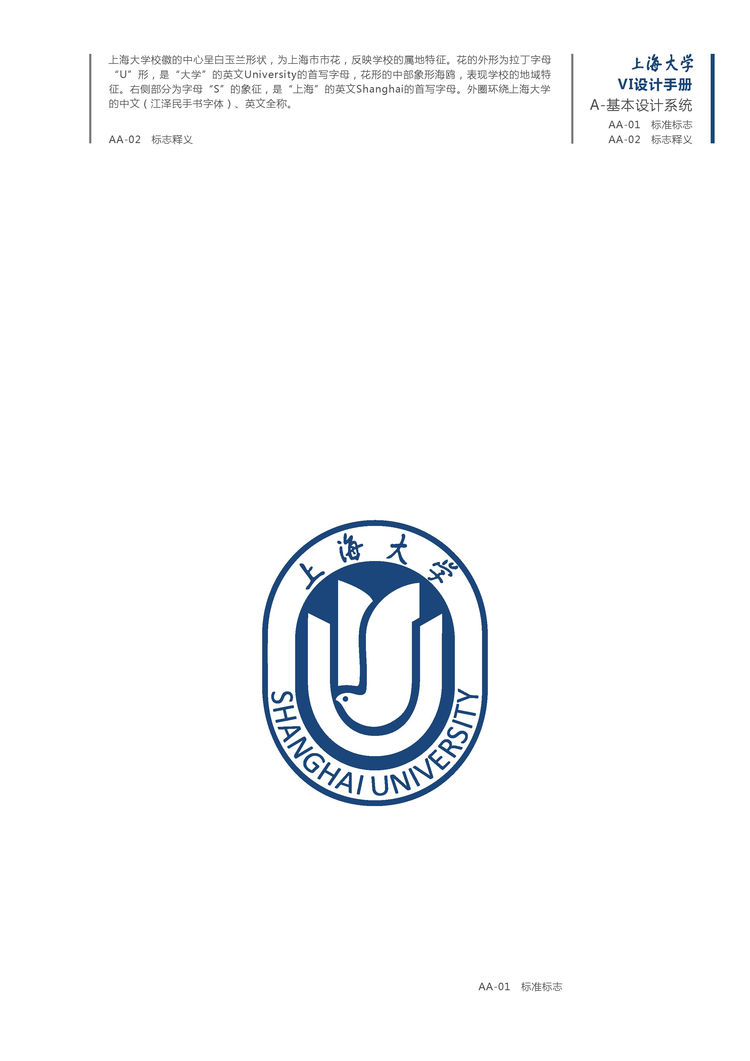 上海大学校徽的中心呈白玉兰形状，为上海市市花，反映学校的属地特征。花的外形为拉丁字母
“U”形，是“大学”的英文University的首写字母，花形的中部象形海鸥，表现学校的地域特
征。右侧部分为字母“S”的象征，是“上海”的英文Shanghai的首写字母。外圈环绕上海大学
的中文（江泽民手书字体）、英文全称。
AA-02 标志释义
上海大学
VI设计手册
A-基本设计系统
AA-01 标准标志
AA-02 标志释义
上海大学
SHANGHAI UNIVERSITY
AA-01 标准标志